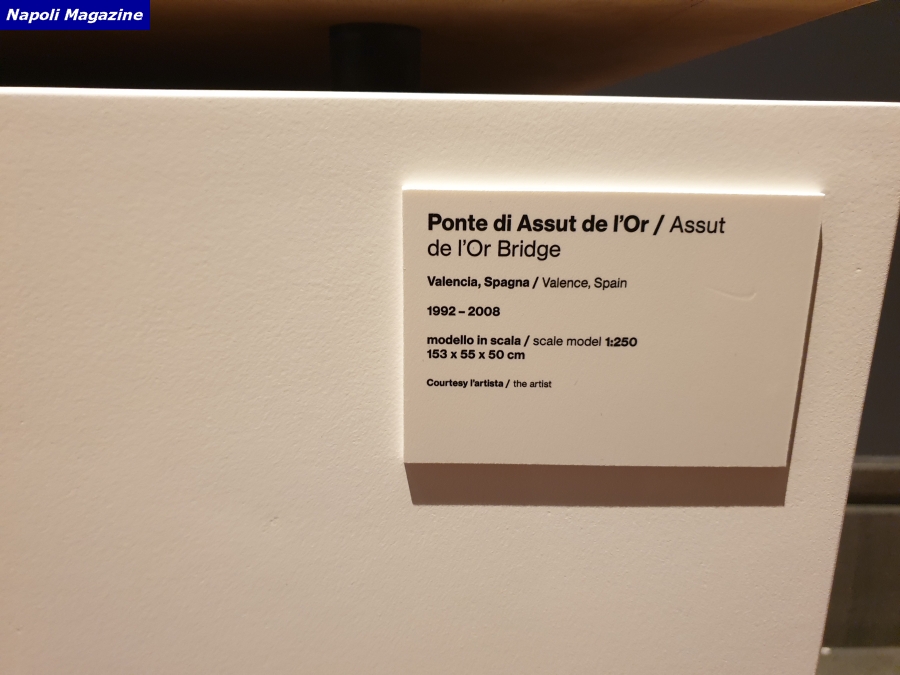 Napoli Magazine
Ponte di Assut de l'Or / Assut
de l'Or Bridge
Valencia, Spagna / Valence, Spain
1992 – 2008
modello in scala / scale model 1:250
153 x 55 x 50 cm
Courtesy l'artista / the artist